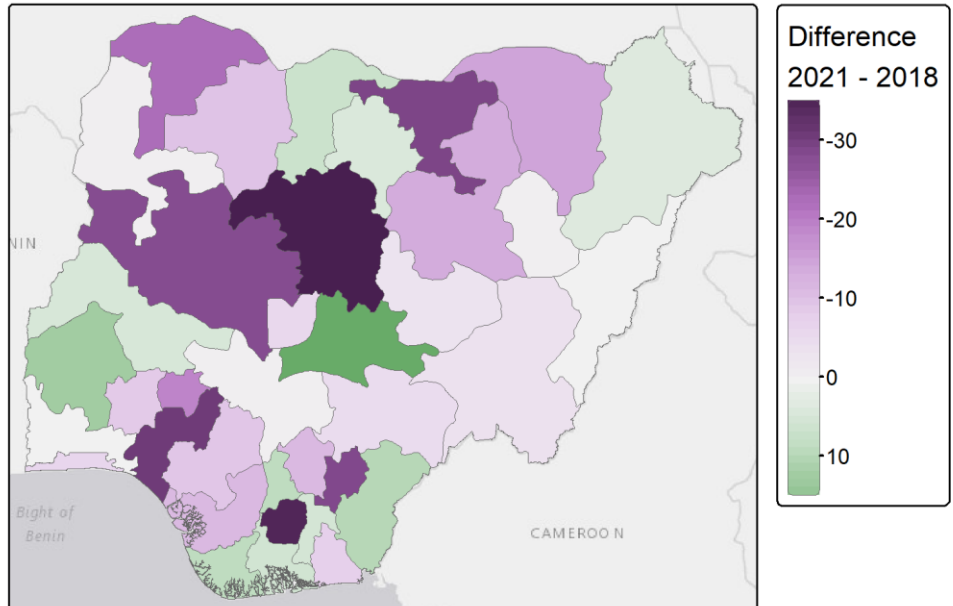 Difference
2021 - 2018
-30
-20
-10
0
10
NIN
Bight of
Benin
CAMEROON